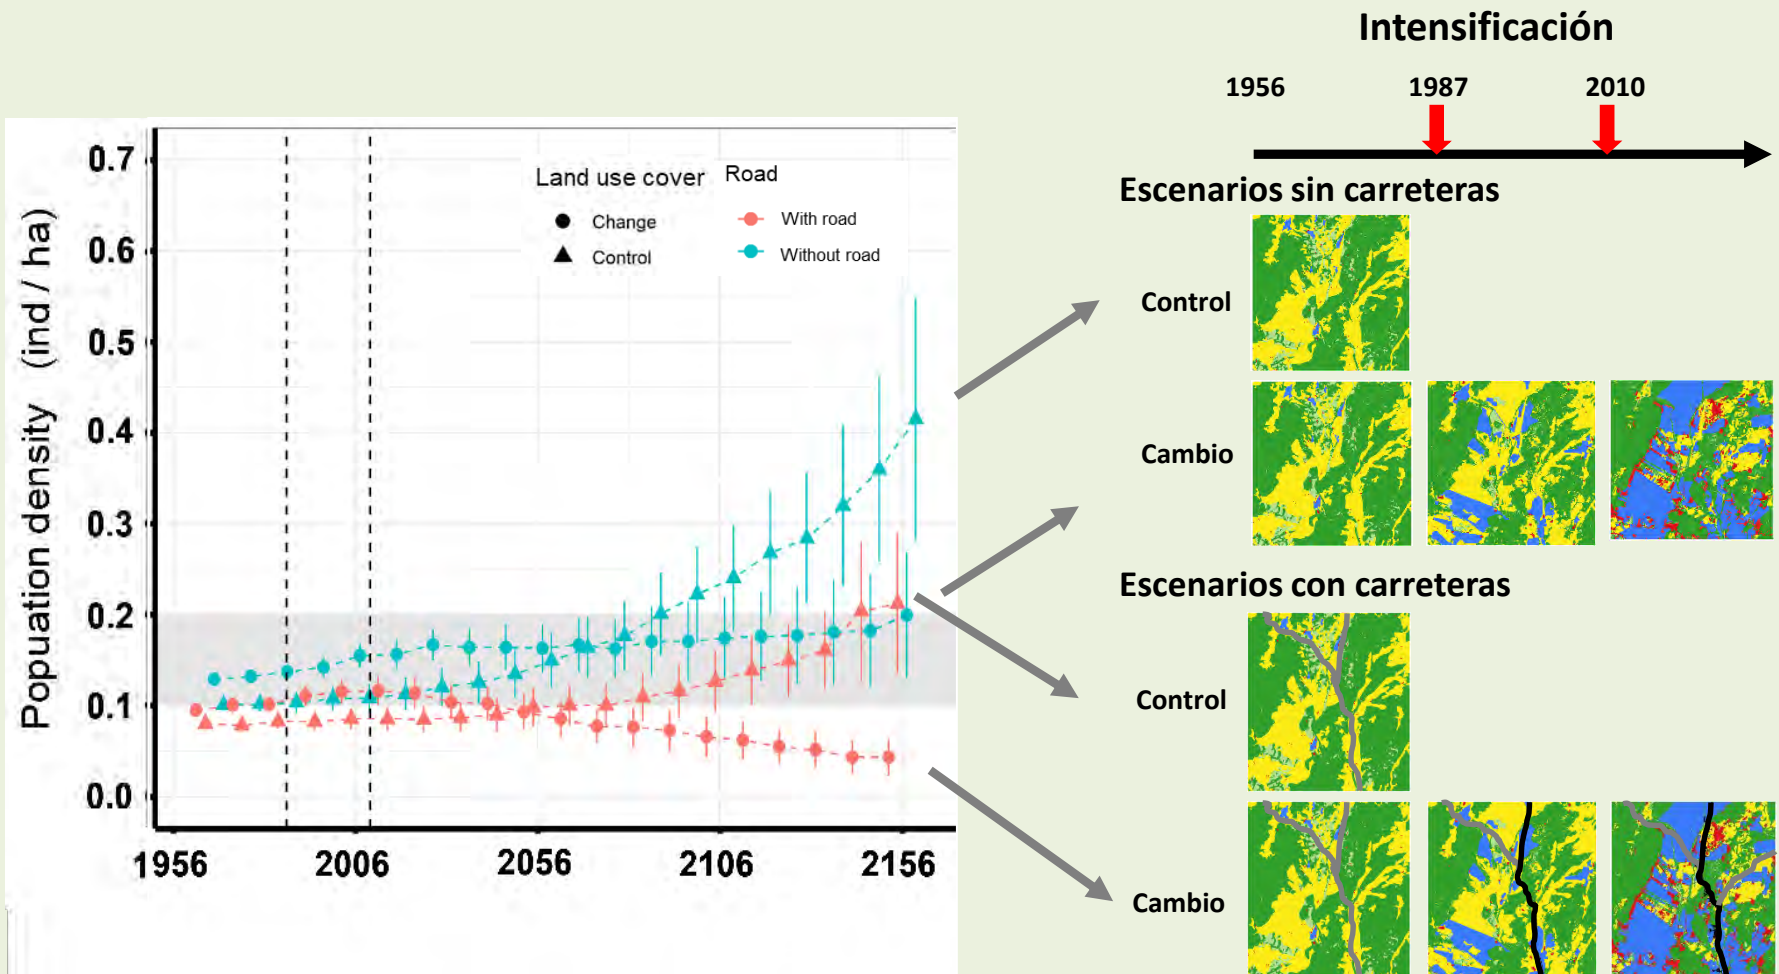 Intensificación
1956 1987 2010
Escenarios sin carreteras
Control
Cambio
Escenarios con carreteras
Control
Cambio
Popuation density (ind / ha)
0.7
0.6
0.5
0.4
0.3
0.2
0.1
0.0
1956 2006 2056 2106 2156
Land use cover Road
Change With road
Control Without road